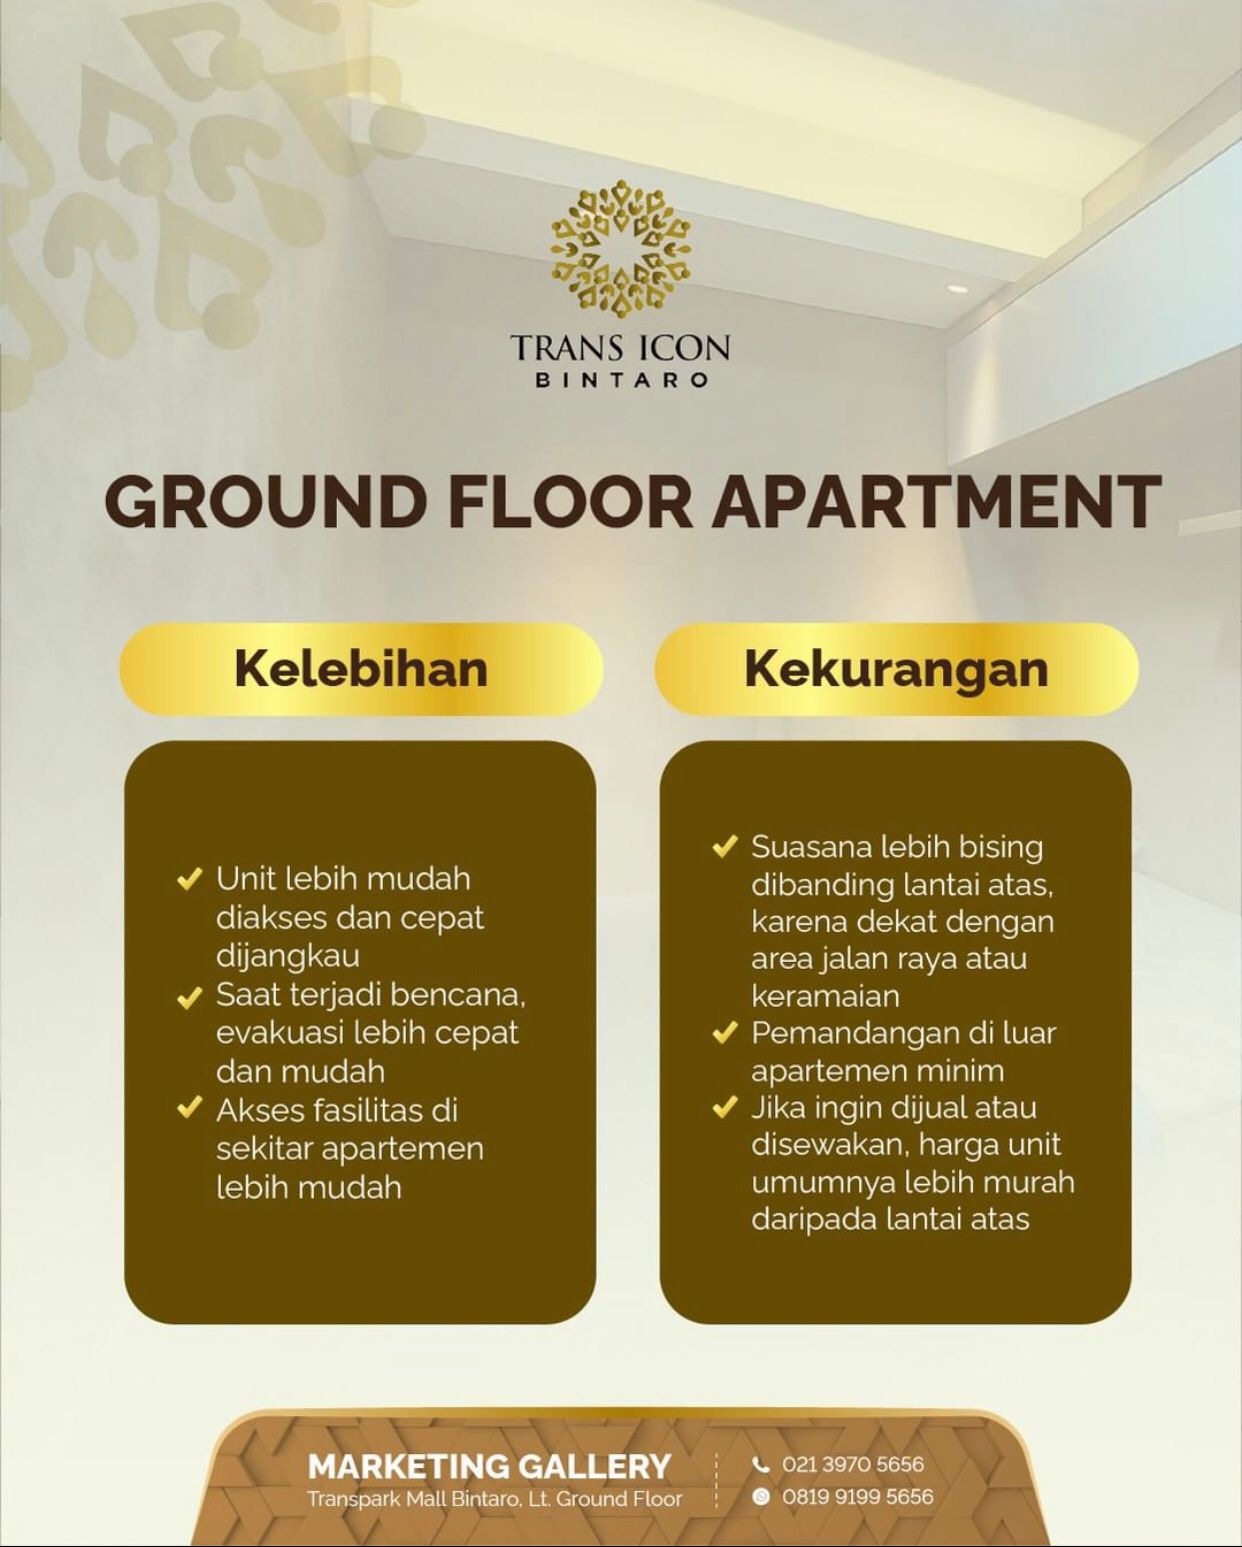 TRANS ICON
BINTARO
GROUND FLOOR APARTMENT
Kelebihan
Unit lebih mudah
diakses dan cepat
dijangkau
Saat terjadi bencana,
evakuasi lebih cepat
dan mudah
Akses fasilitas di
sekitar apartemen
lebih mudah
Kekurangan
Suasana lebih bising
dibanding lantai atas,
karena dekat dengan
area jalan raya atau
keramaian
Pemandangan di luar
apartemen minim
Jika ingin dijual atau
disewakan, harga unit
umumnya lebih murah
daripada lantai atas
MARKETING GALLERY
Transpark Mall Bintaro, Lt. Ground Floor
021 3970 5656
0819 9199 5656